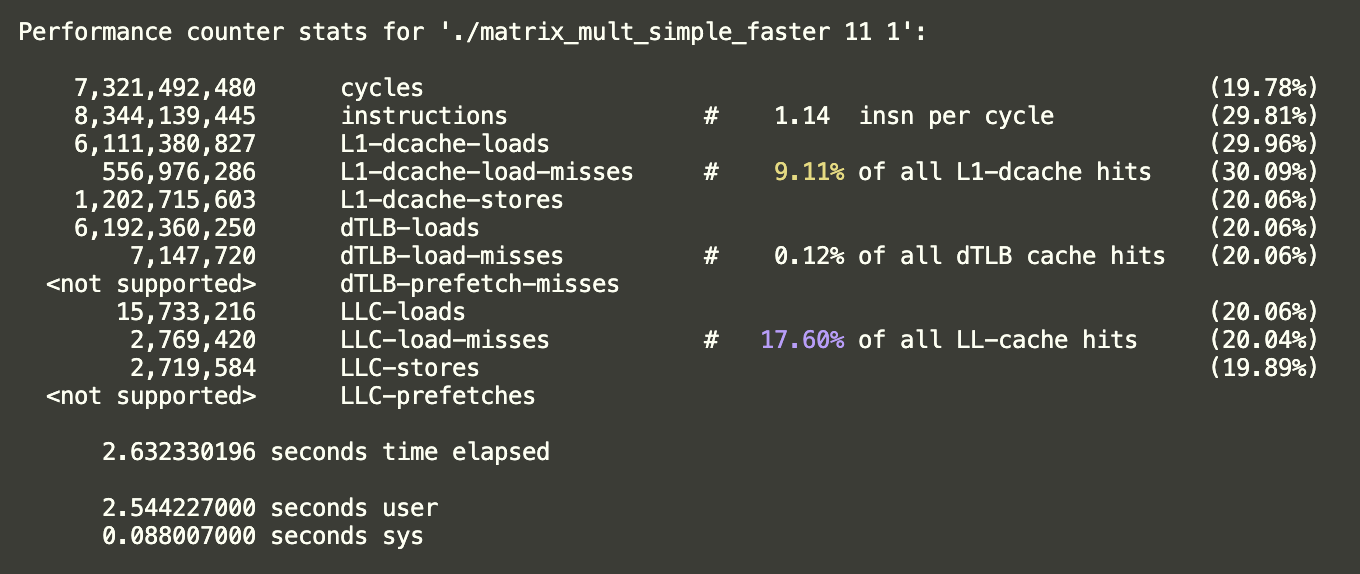 Performance counter stats for './matrix_mult_simple_faster 11 1':
7,321,492,480 cycles (19.78%)
8,344,139,445 instructions # 1.14 insn per cycle (29.81%)
6,111,380,827 L1-dcache-loads (29.96%)
556,976,286 L1-dcache-load-misses # 9.11% of all L1-dcache hits (30.09%)
1,202,715,603 L1-dcache-stores (20.06%)
6,192,360,250 dTLB-loads (20.06%)
7,147,720 dTLB-load-misses # 0.12% of all dTLB cache hits (20.06%)
<not supported> dTLB-prefetch-misses
15,733,216 LLC-loads (20.06%)
2,769,420 LLC-load-misses # 17.60% of all LL-cache hits (20.04%)
2,719,584 LLC-stores (19.89%)
<not supported> LLC-prefetches
2.632330196 seconds time elapsed
2.544227000 seconds user
0.088007000 seconds sys